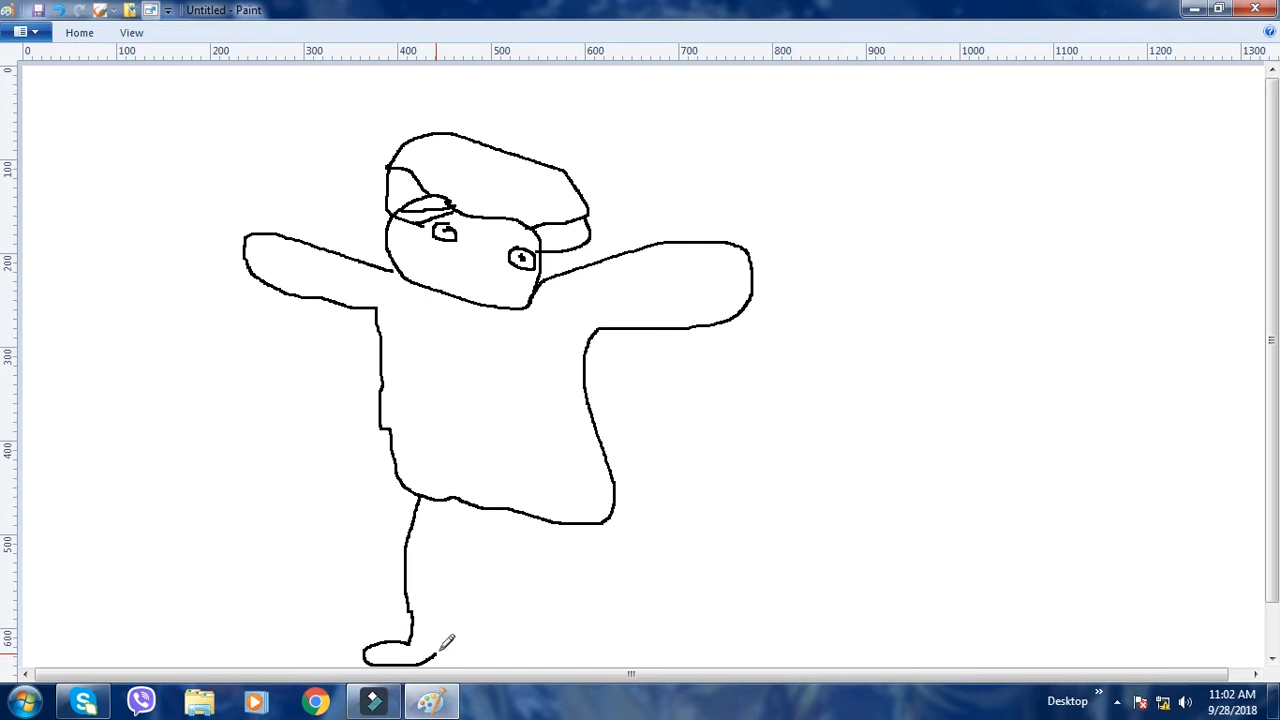 Untitled - Paint
Home View
0 100 200 300 400 500 600 700 800 900 1000 1100 1200 1300
0
100
200
300
400
500
600
Desktop
11:02 AM
9/28/2018